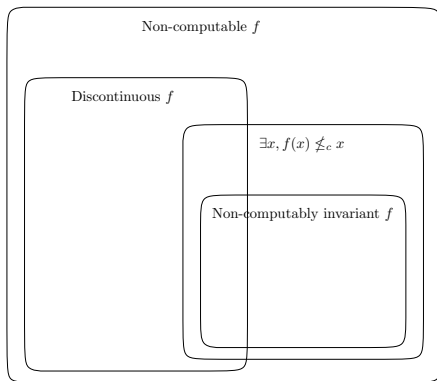 Non-computable f
Discontinuous f
∃x, f(x) ≰_c x
Non-computably invariant f